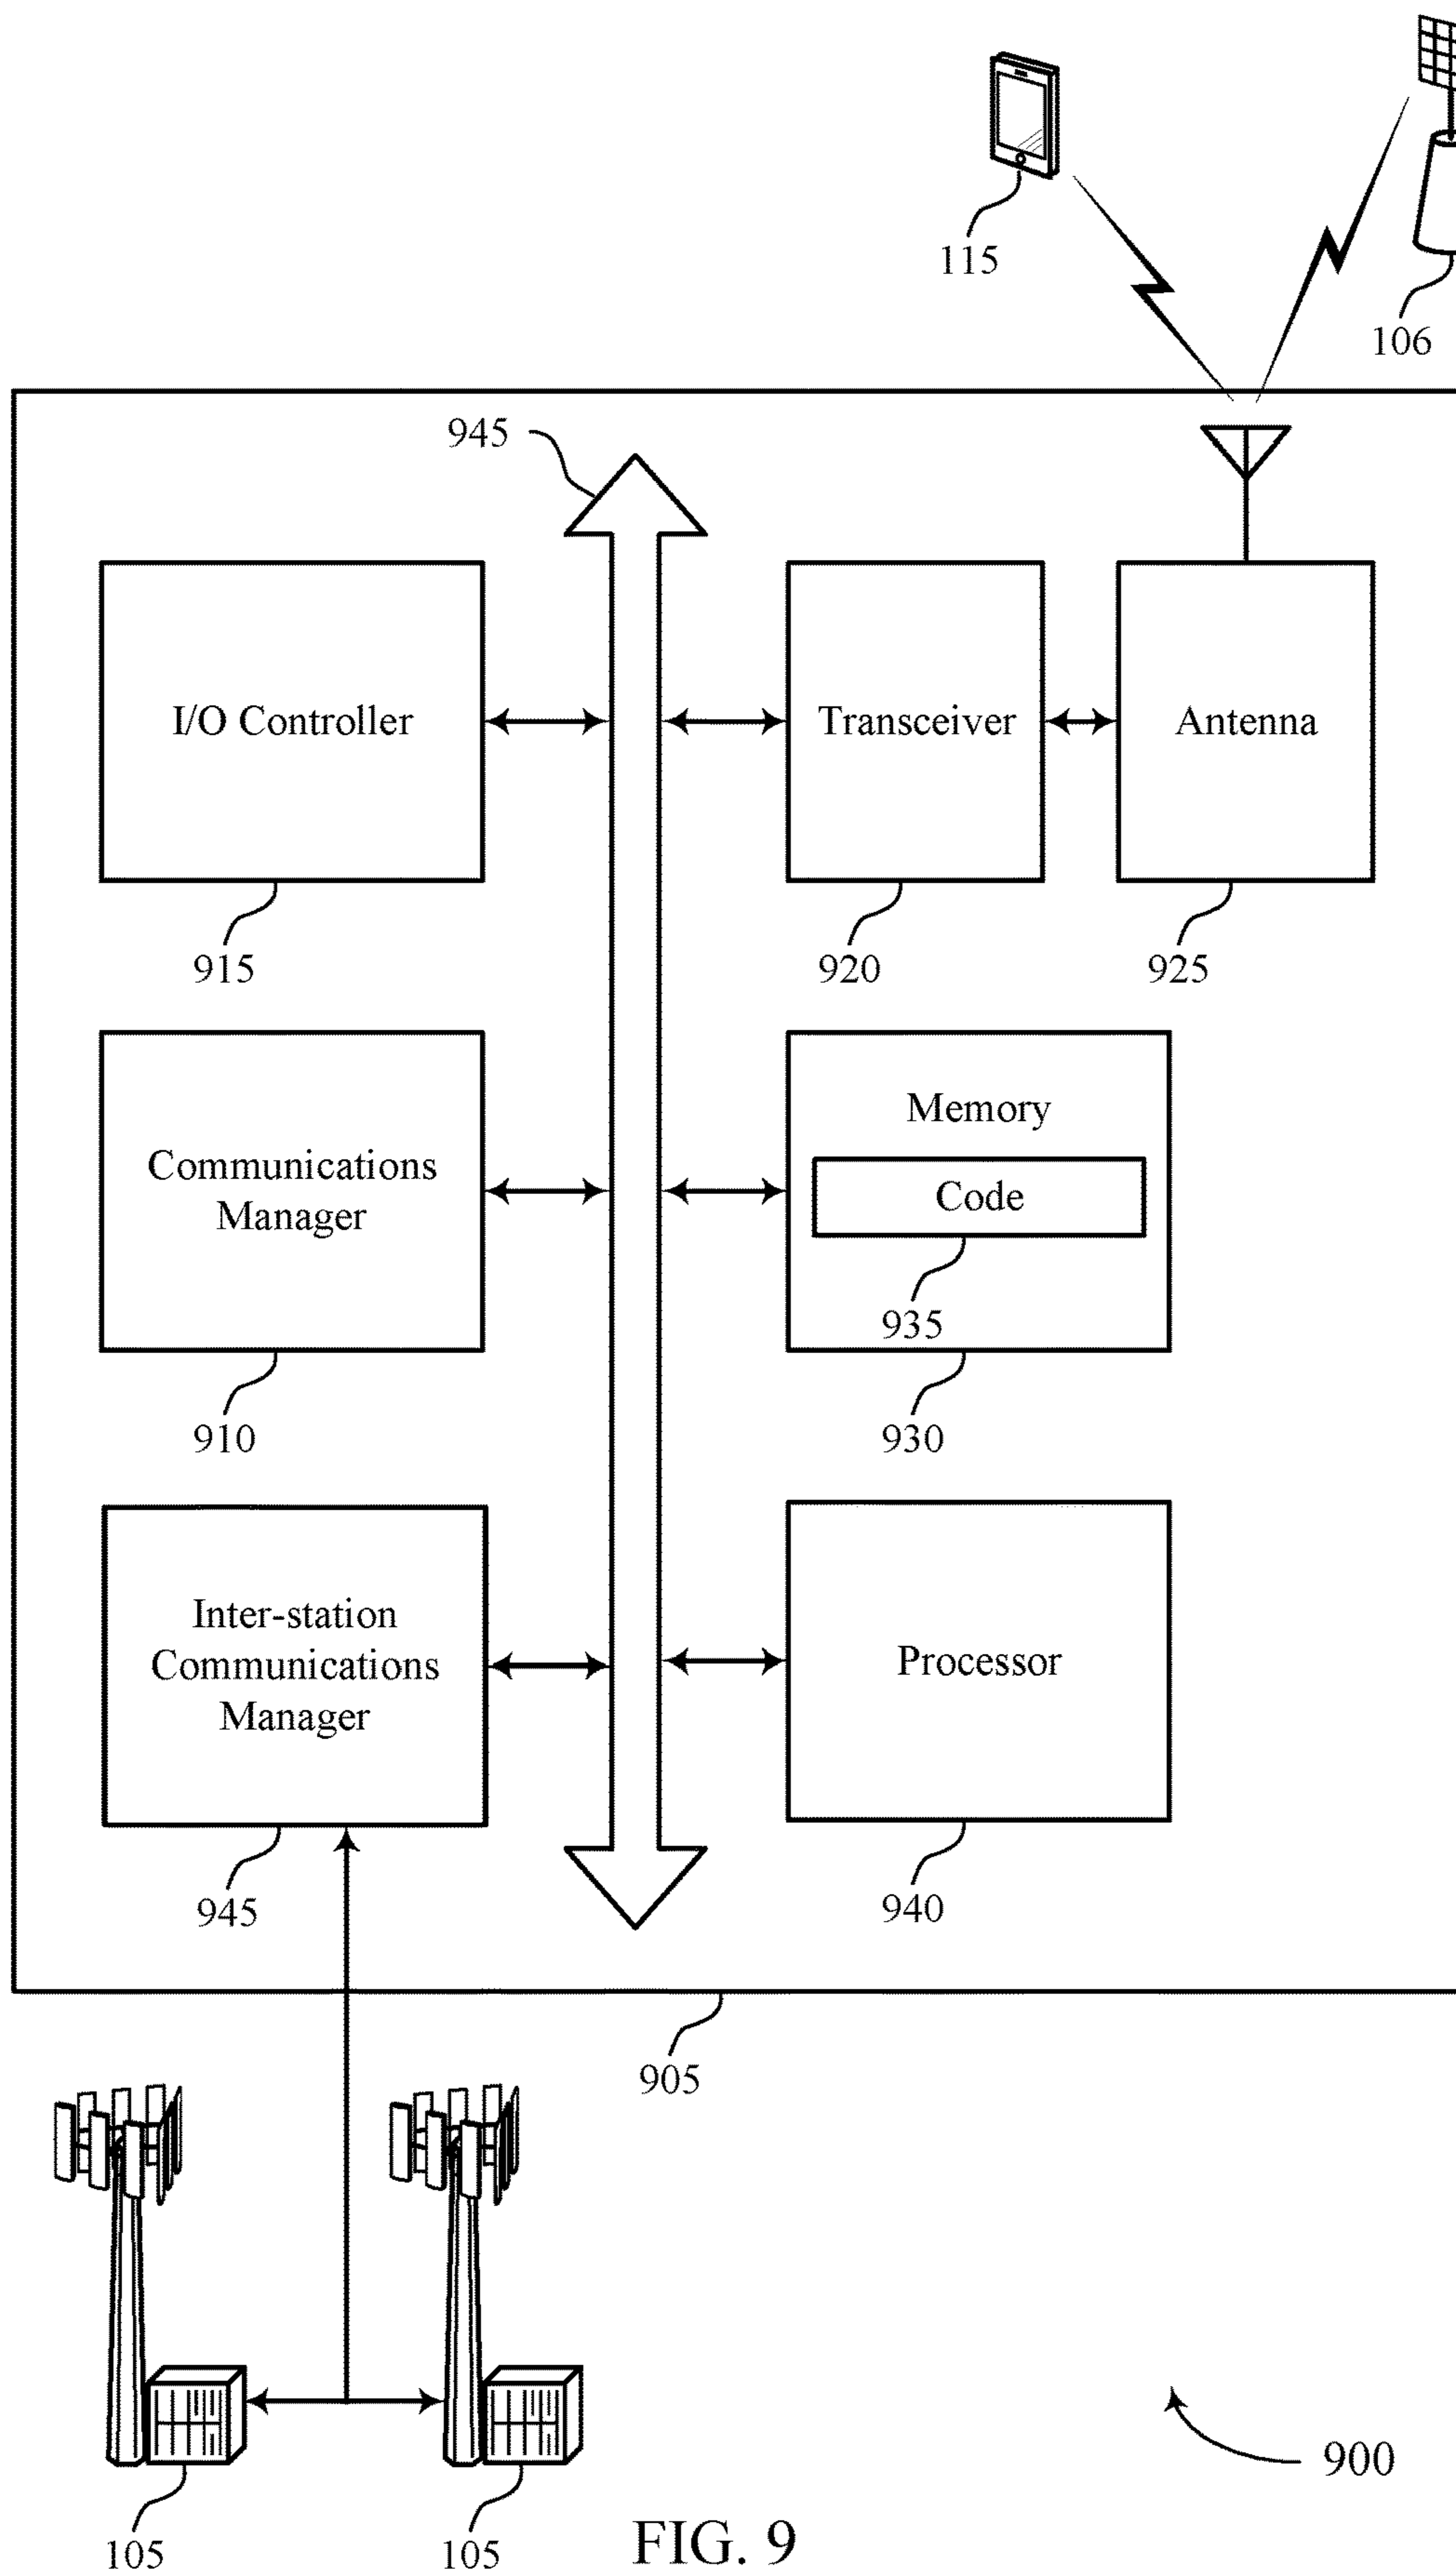 115
106
945
I/O Controller
Transceiver
Antenna
915
920
925
Communications
Manager
Memory
Code
935
910
930
Inter-station
Communications
Manager
Processor
945
940
905
900
105
105
FIG. 9